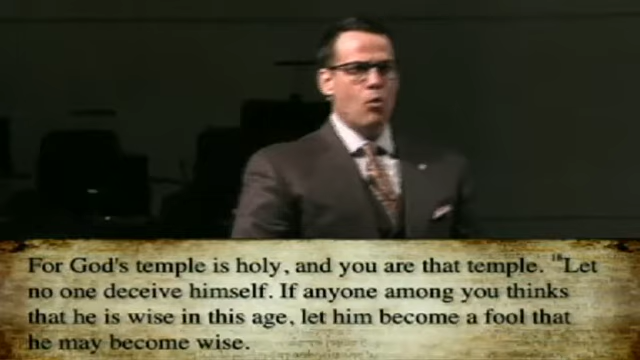 For God's temple is holy, and you are that temple. ¹⁸Let
no one deceive himself. If anyone among you thinks
that he is wise in this age, let him become a fool that
he may become wise.